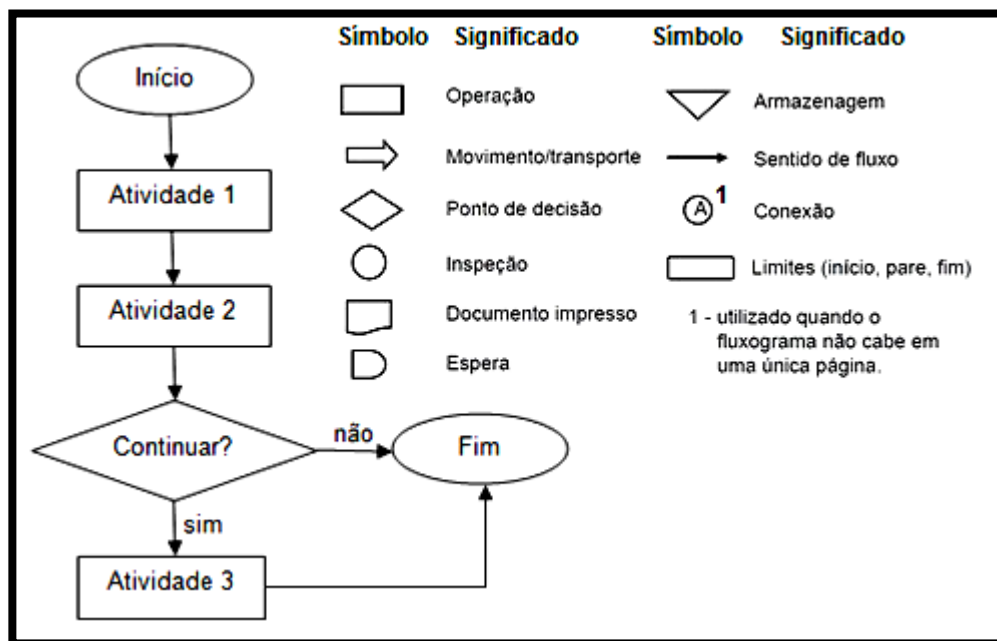 Início
Atividade 1
Atividade 2
Continuar?
não
Fim
sim
Atividade 3
Símbolo Significado
Operação
Movimento/transporte
Ponto de decisão
Inspeção
Documento impresso
Espera
Símbolo Significado
Armazenagem
Sentido de fluxo
A 1 Conexão
Limites (início, pare, fim)
1 - utilizado quando o
fluxograma não cabe em
uma única página.